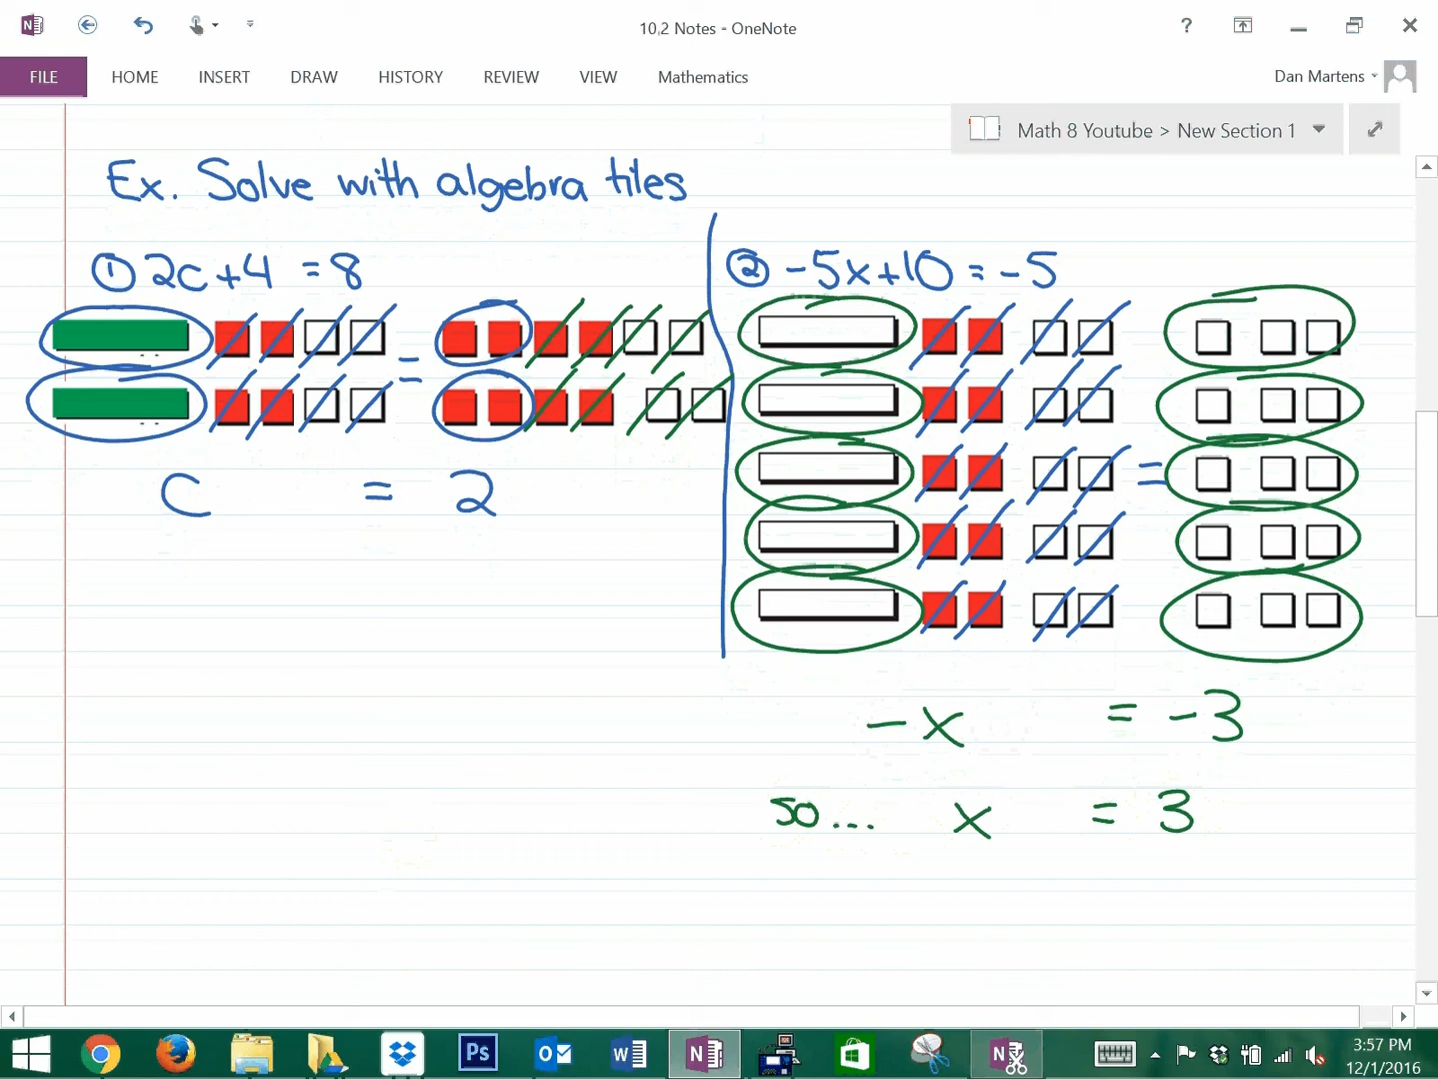 10.2 Notes - OneNote
?
FILE HOME INSERT DRAW HISTORY REVIEW VIEW Mathematics
Dan Martens
Math 8 Youtube > New Section 1
Ex. Solve with algebra tiles
① 2c+4 = 8
② -5x+10 = -5
=
=
c = 2
-x = -3
so... x = 3
Ps
3:57 PM
12/1/2016